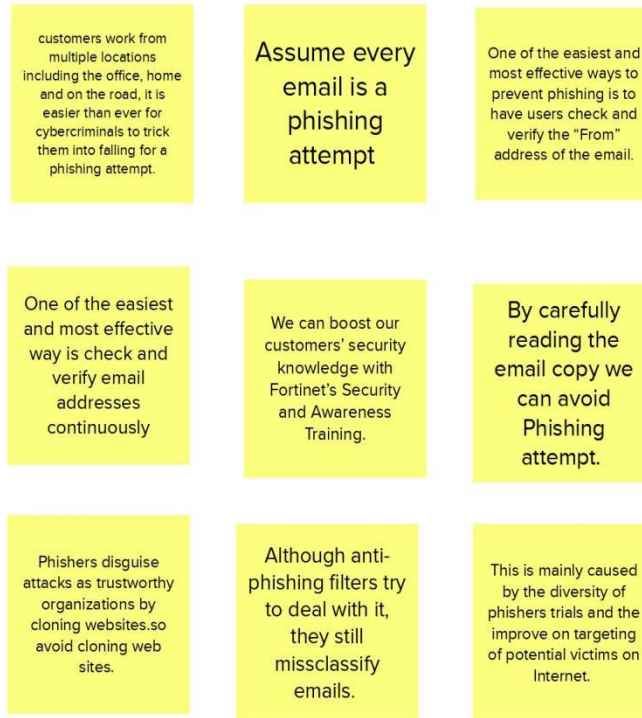 customers work from
multiple locations
including the office, home
and on the road, it is
easier than ever for
cybercriminals to trick
them into falling for a
phishing attempt.
Assume every
email is a
phishing
attempt
One of the easiest and
most effective ways to
prevent phishing is to
have users check and
verify the “From”
address of the email.
One of the easiest
and most effective
way is check and
verify email
addresses
continuously
We can boost our
customers’ security
knowledge with
Fortinet’s Security
and Awareness
Training.
By carefully
reading the
email copy we
can avoid
Phishing
attempt.
Phishers disguise
attacks as trustworthy
organizations by
cloning websites.so
avoid cloning web
sites.
Although anti-
phishing filters try
to deal with it,
they still
missclassify
emails.
This is mainly caused
by the diversity of
phishers trials and the
improve on targeting
of potential victims on
Internet.